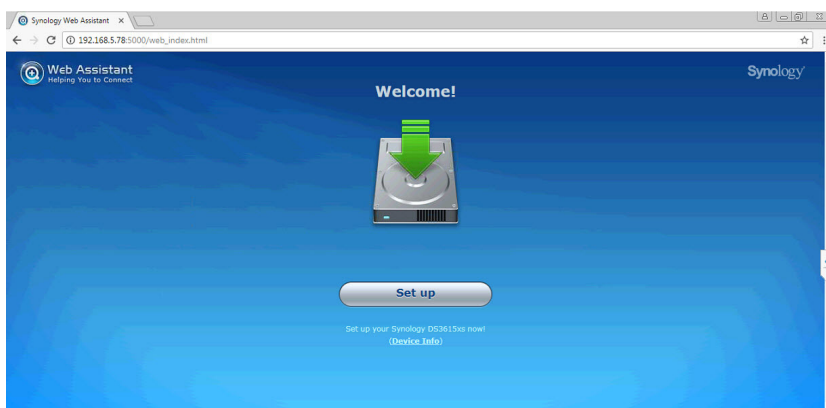 Synology Web Assistant
192.168.5.78:5000/web_index.html
Web Assistant
Helping You to Connect
Synology
Welcome!
Set up
Set up your Synology DS3615xs now!
(Device Info)